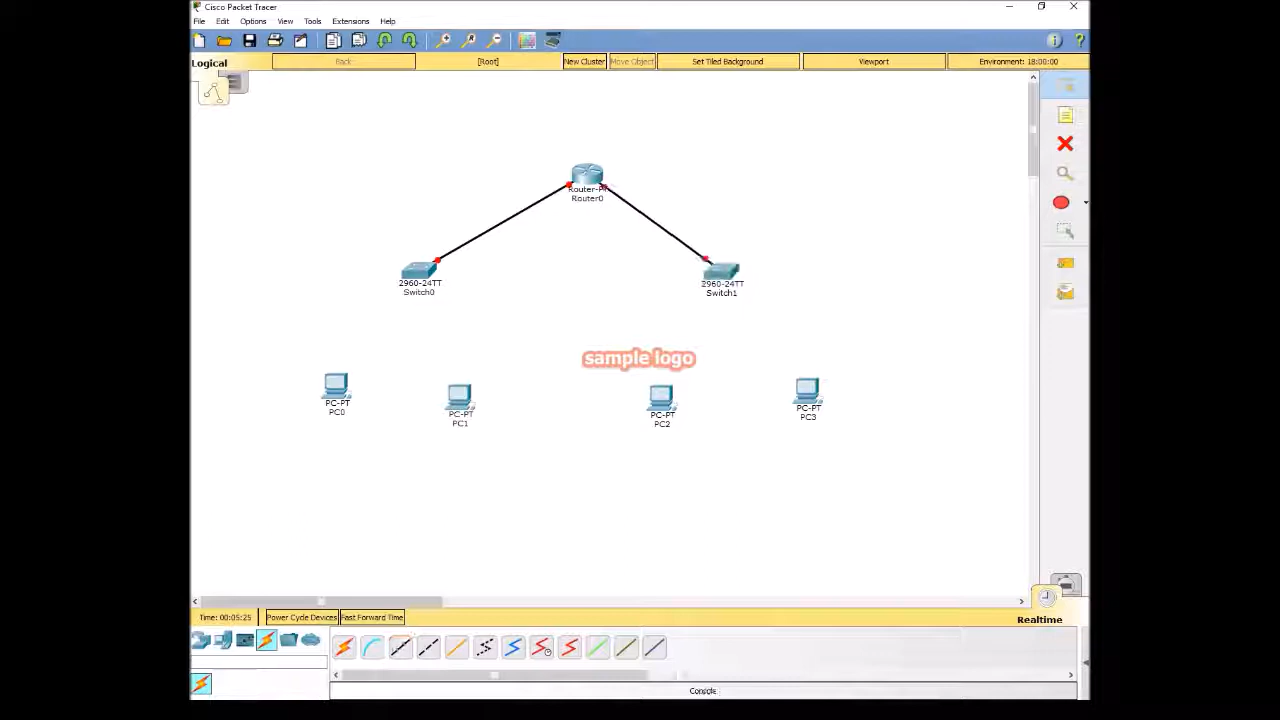 Cisco Packet Tracer
File Edit Options View Tools Extensions Help
Logical
Back
[Root]
New Cluster
Move Object
Set Tiled Background
Viewport
Environment: 18:00:00
Router-PT
Router0
2960-24TT
Switch0
2960-24TT
Switch1
sample logo
PC-PT
PC0
PC-PT
PC1
PC-PT
PC2
PC-PT
PC3
Time: 00:05:25
Power Cycle Devices
Fast Forward Time
Realtime
Console